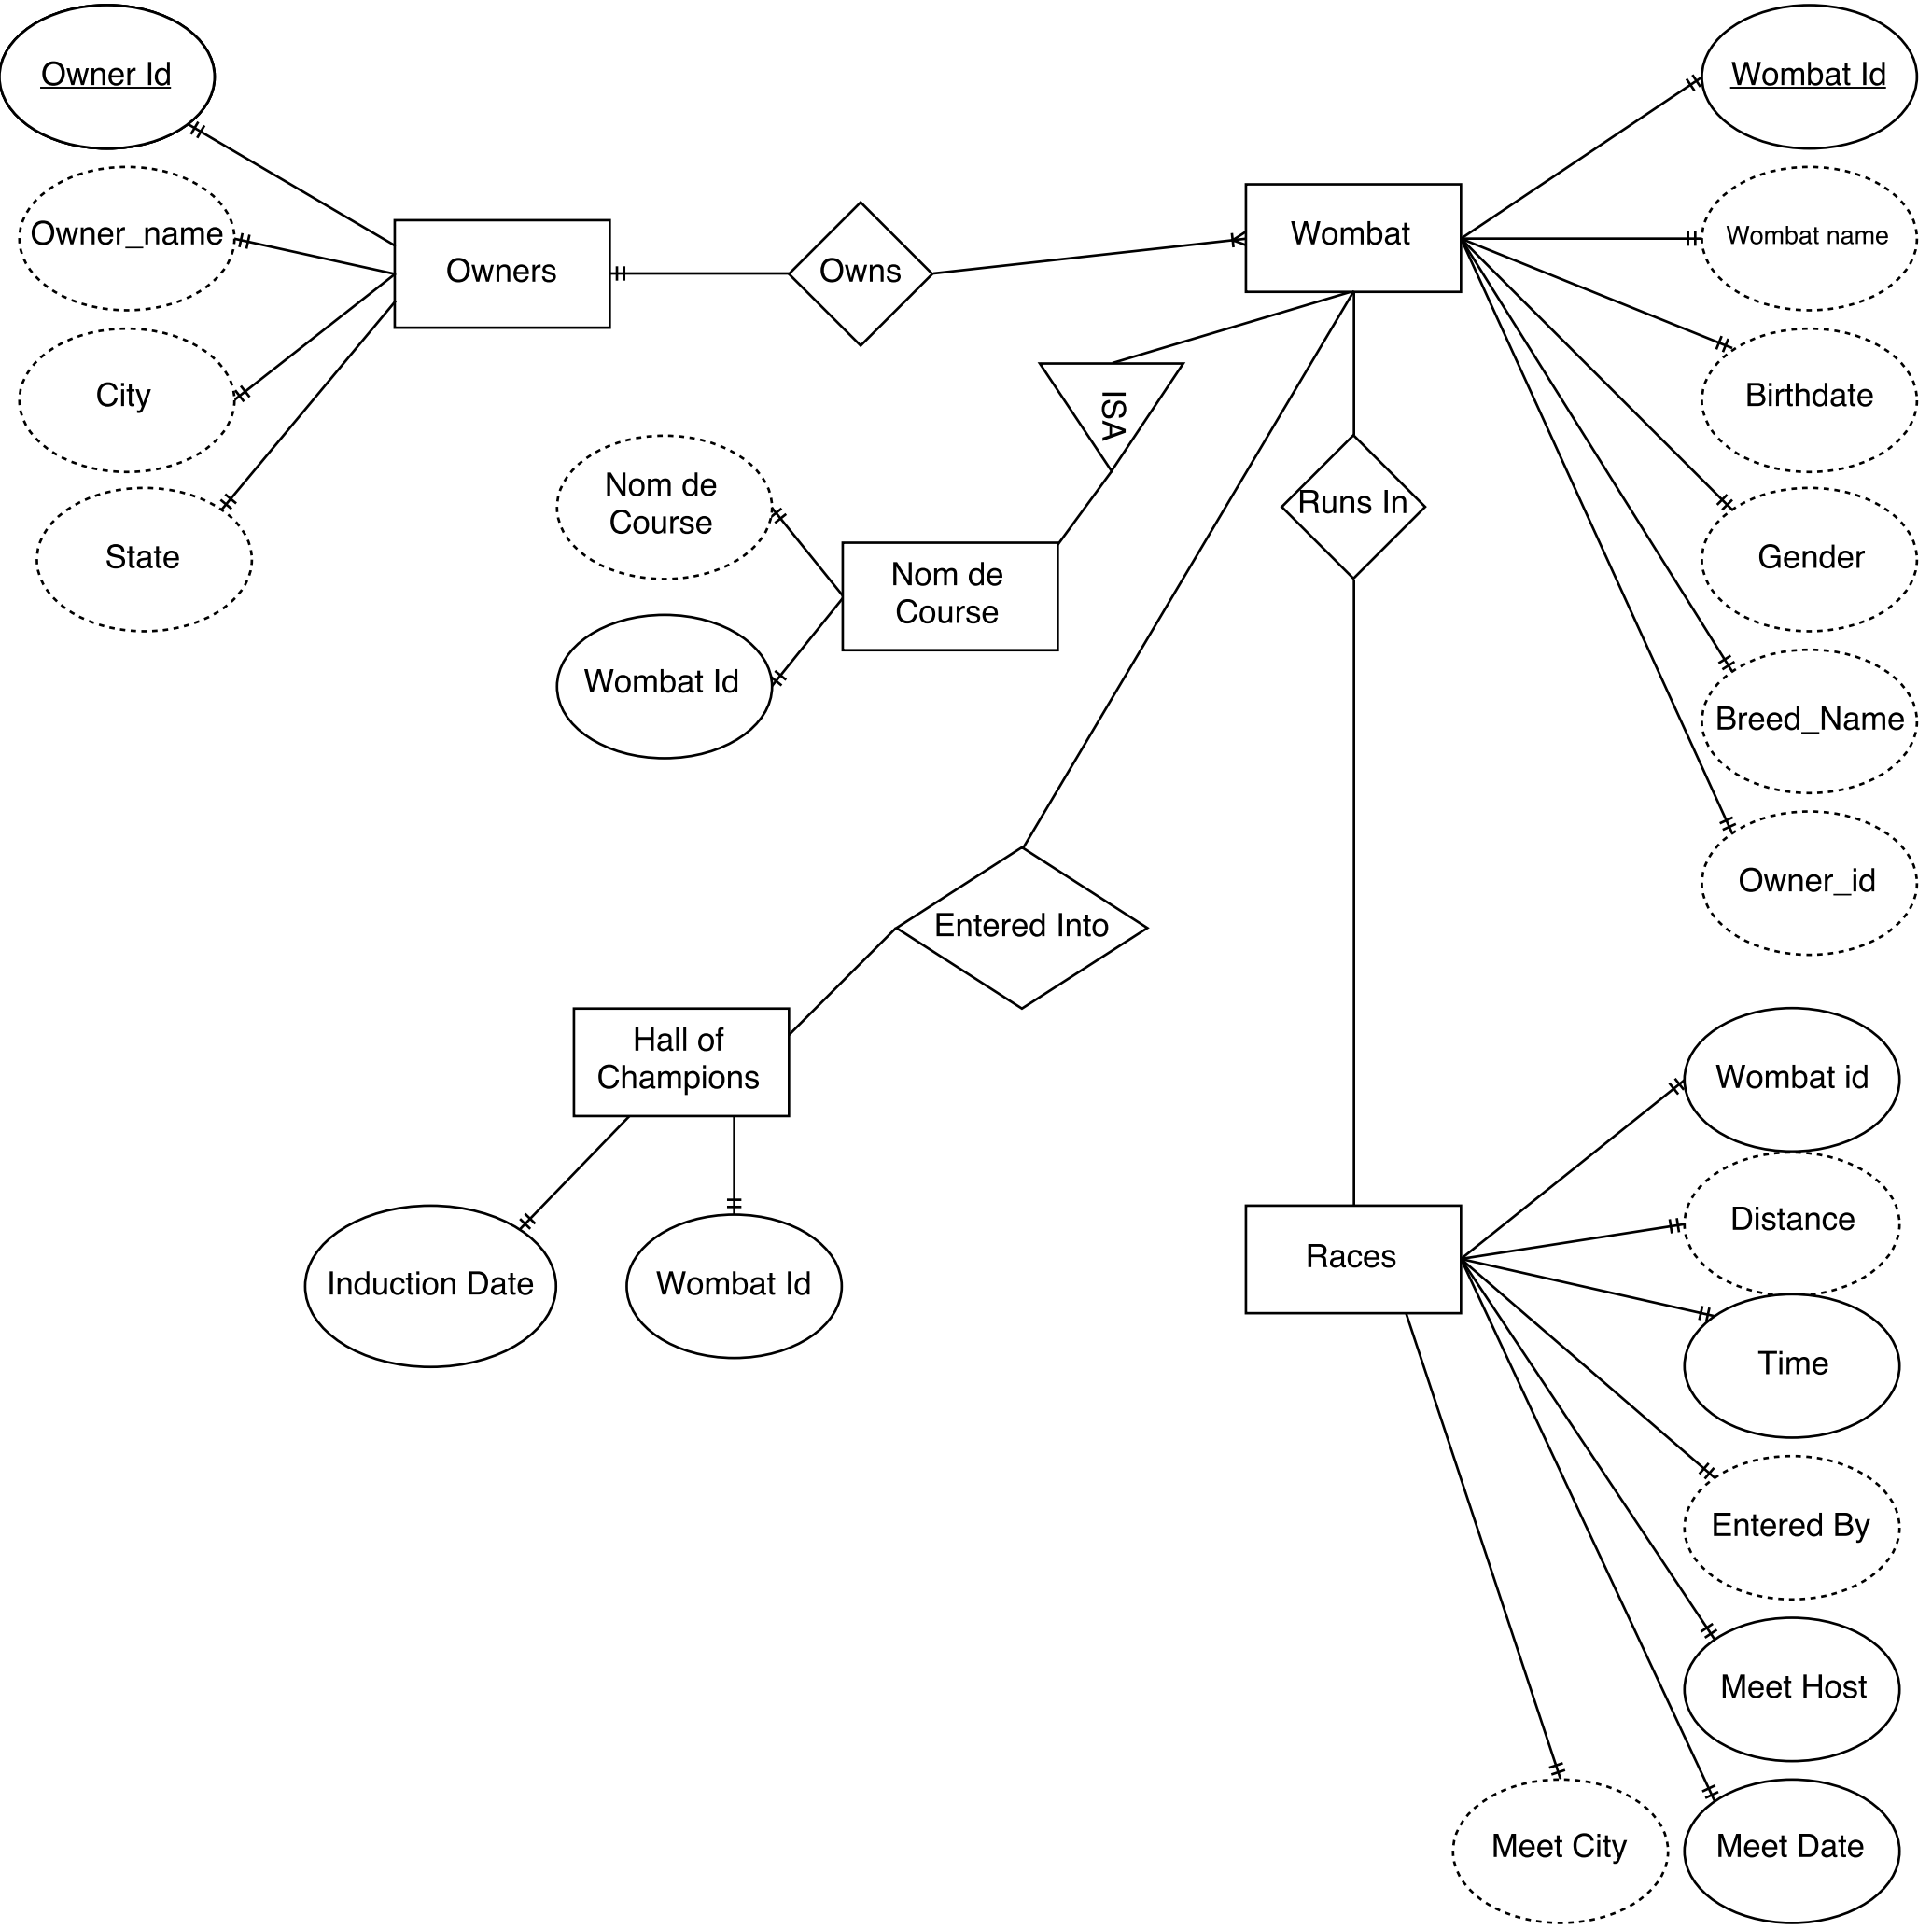 Owner Id
Owner_name
City
State
Owners
Owns
Wombat
Wombat Id
Wombat name
Birthdate
Gender
Breed_Name
Owner_id
ISA
Nom de
Course
Nom de
Course
Wombat Id
Runs In
Entered Into
Hall of
Champions
Induction Date
Wombat Id
Races
Wombat id
Distance
Time
Entered By
Meet Host
Meet City
Meet Date